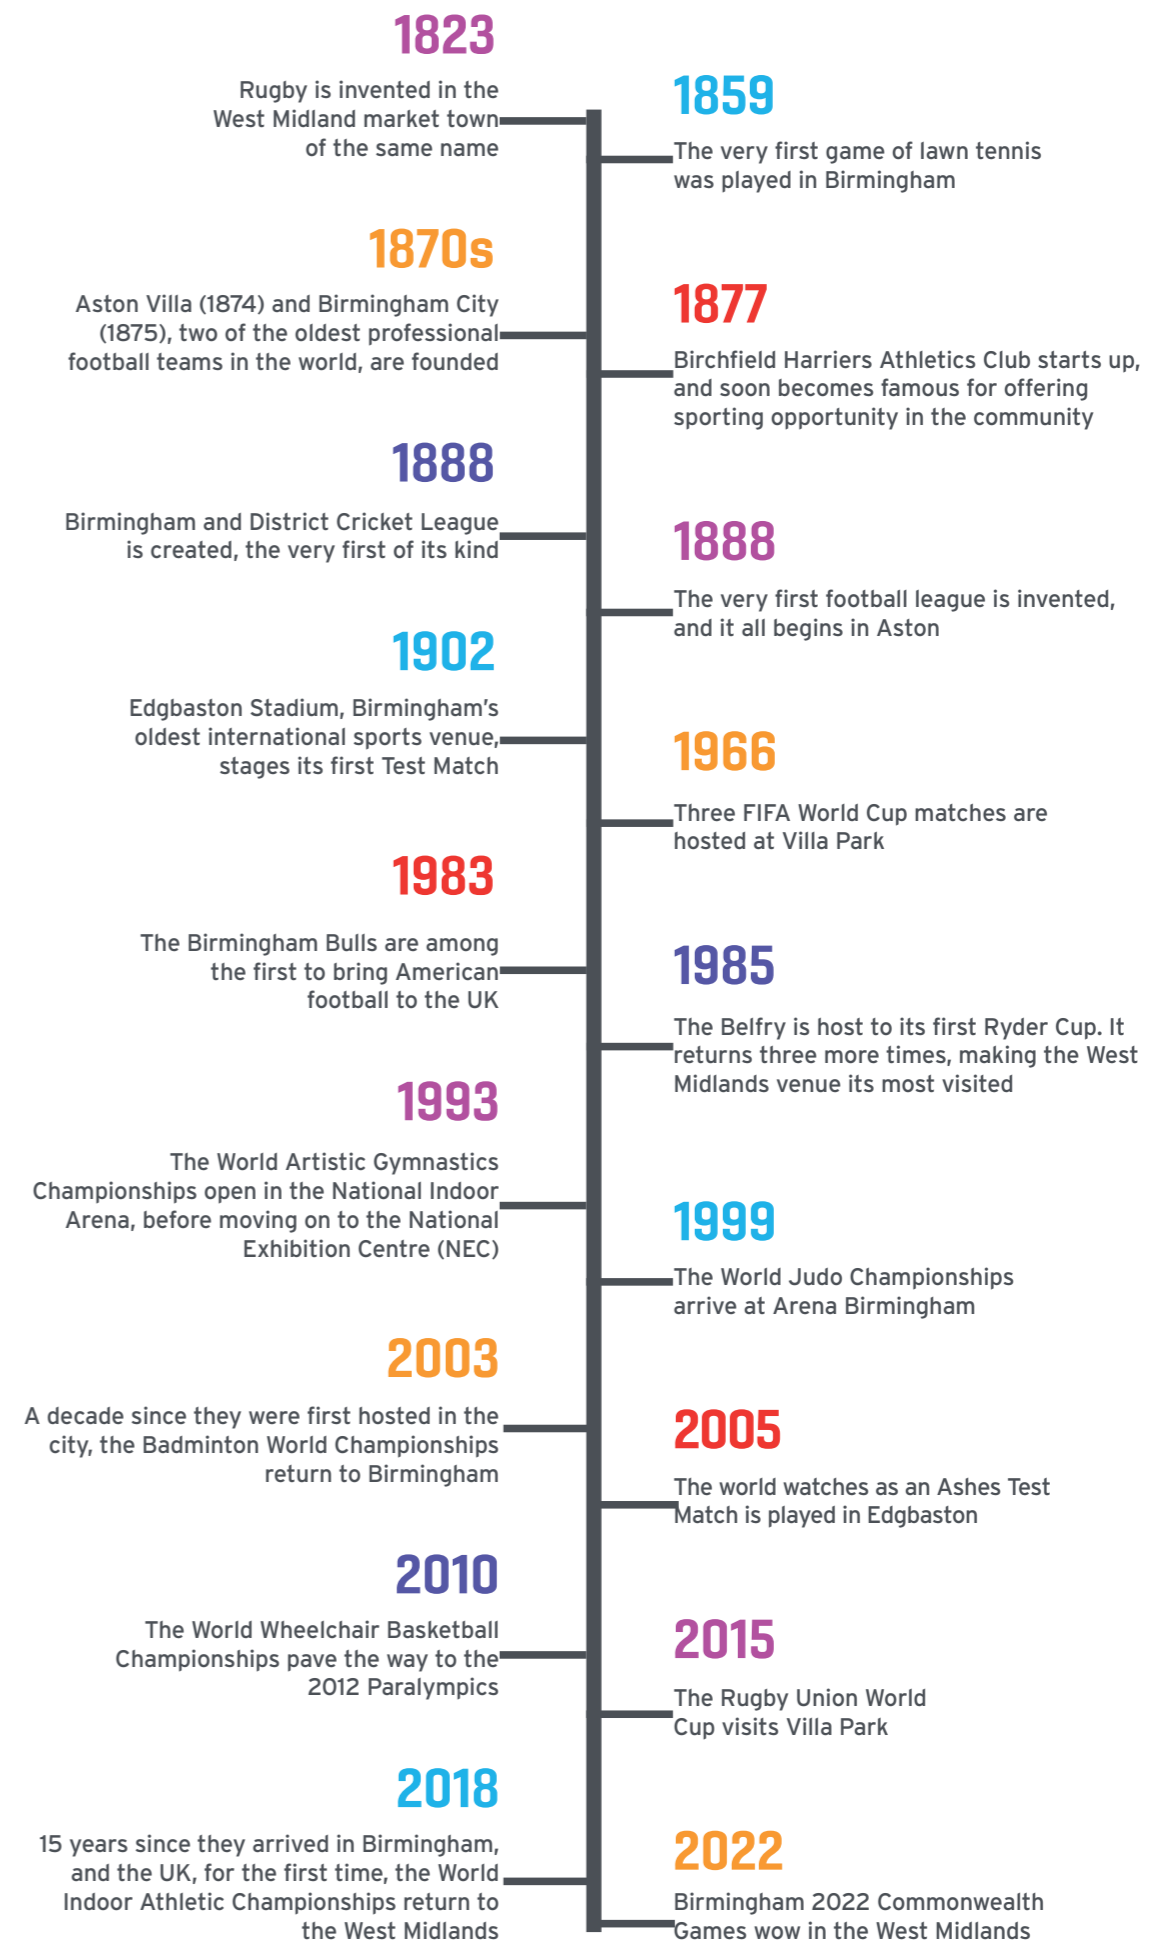 1823
Rugby is invented in the
West Midland market town
of the same name
1859
The very first game of lawn tennis
was played in Birmingham
1870s
Aston Villa (1874) and Birmingham City
(1875), two of the oldest professional
football teams in the world, are founded
1877
Birchfield Harriers Athletics Club starts up,
and soon becomes famous for offering
sporting opportunity in the community
1888
Birmingham and District Cricket League
is created, the very first of its kind
1888
The very first football league is invented,
and it all begins in Aston
1902
Edgbaston Stadium, Birmingham’s
oldest international sports venue,
stages its first Test Match
1966
Three FIFA World Cup matches are
hosted at Villa Park
1983
The Birmingham Bulls are among
the first to bring American
football to the UK
1985
The Belfry is host to its first Ryder Cup. It
returns three more times, making the West
Midlands venue its most visited
1993
The World Artistic Gymnastics
Championships open in the National Indoor
Arena, before moving on to the National
Exhibition Centre (NEC)
1999
The World Judo Championships
arrive at Arena Birmingham
2003
A decade since they were first hosted in the
city, the Badminton World Championships
return to Birmingham
2005
The world watches as an Ashes Test
Match is played in Edgbaston
2010
The World Wheelchair Basketball
Championships pave the way to the
2012 Paralympics
2015
The Rugby Union World
Cup visits Villa Park
2018
15 years since they arrived in Birmingham,
and the UK, for the first time, the World
Indoor Athletic Championships return to
the West Midlands
2022
Birmingham 2022 Commonwealth
Games wow in the West Midlands